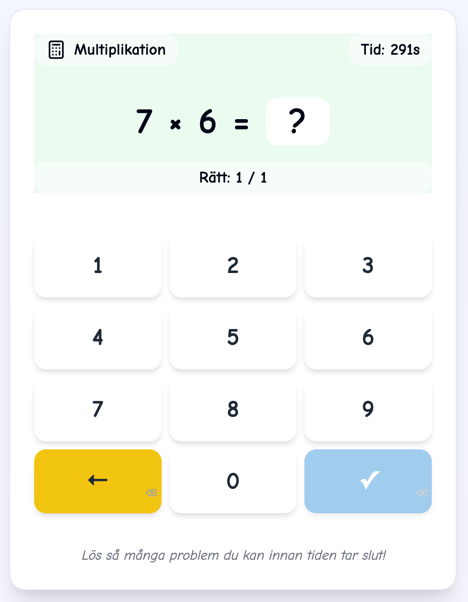 Multiplikation Tid: 291s
7 × 6 = ?
Rätt: 1 / 1
1 2 3
4 5 6
7 8 9
← 0 ✓
Lös så många problem du kan innan tiden tar slut!